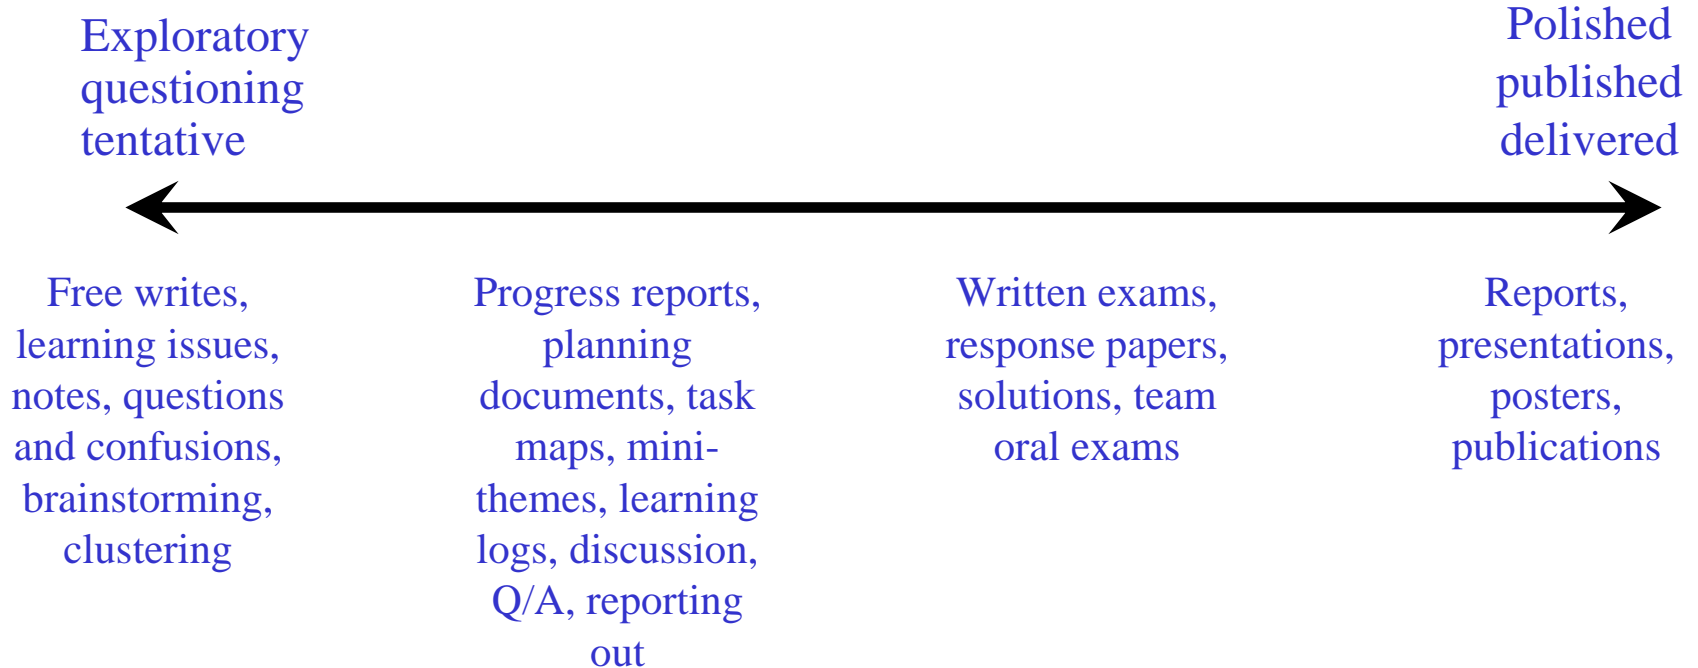 Exploratory
questioning
tentative
Polished
published
delivered
Free writes,
learning issues,
notes, questions
and confusions,
brainstorming,
clustering
Progress reports,
planning
documents, task
maps, mini-
themes, learning
logs, discussion,
Q/A, reporting
out
Written exams,
response papers,
solutions, team
oral exams
Reports,
presentations,
posters,
publications